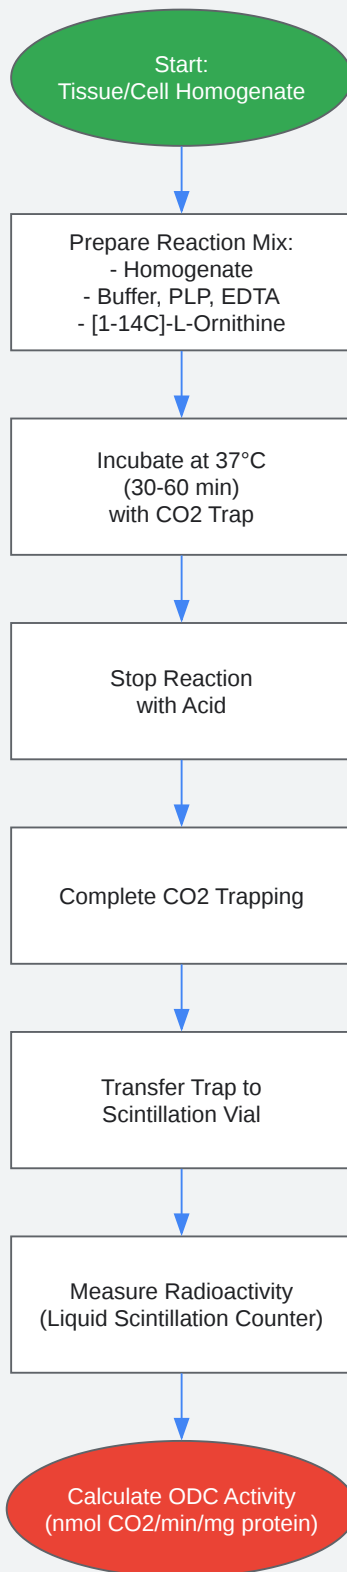 Start:
Tissue/Cell Homogenate
Prepare Reaction Mix:
- Homogenate
- Buffer, PLP, EDTA
- [1-14C]-L-Ornithine
Incubate at 37°C
(30-60 min)
with CO2 Trap
Stop Reaction
with Acid
Complete CO2 Trapping
Transfer Trap to
Scintillation Vial
Measure Radioactivity
(Liquid Scintillation Counter)
Calculate ODC Activity
(nmol CO2/min/mg protein)